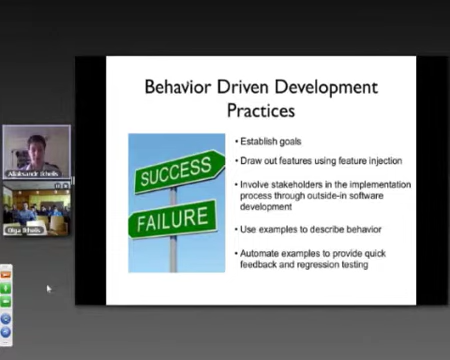 Behavior Driven Development
Practices
• Establish goals
• Draw out features using feature injection
• Involve stakeholders in the implementation
process through outside-in software
development
• Use examples to describe behavior
• Automate examples to provide quick
feedback and regression testing
SUCCESS
FAILURE